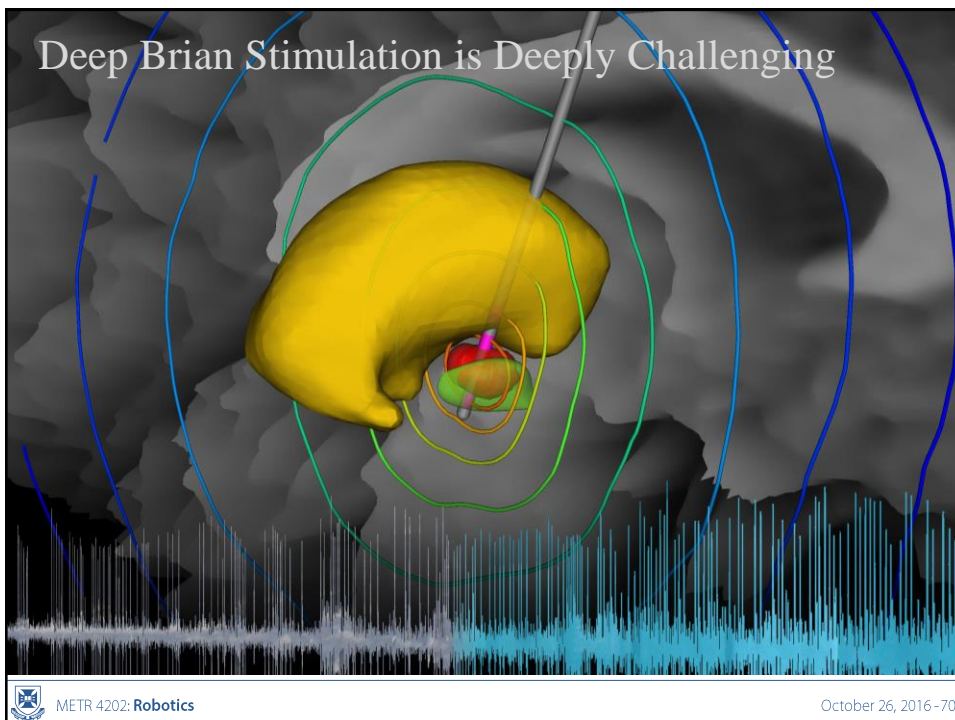 Deep Brian Stimulation is Deeply Challenging
METR 4202: Robotics
October 26, 2016 -70